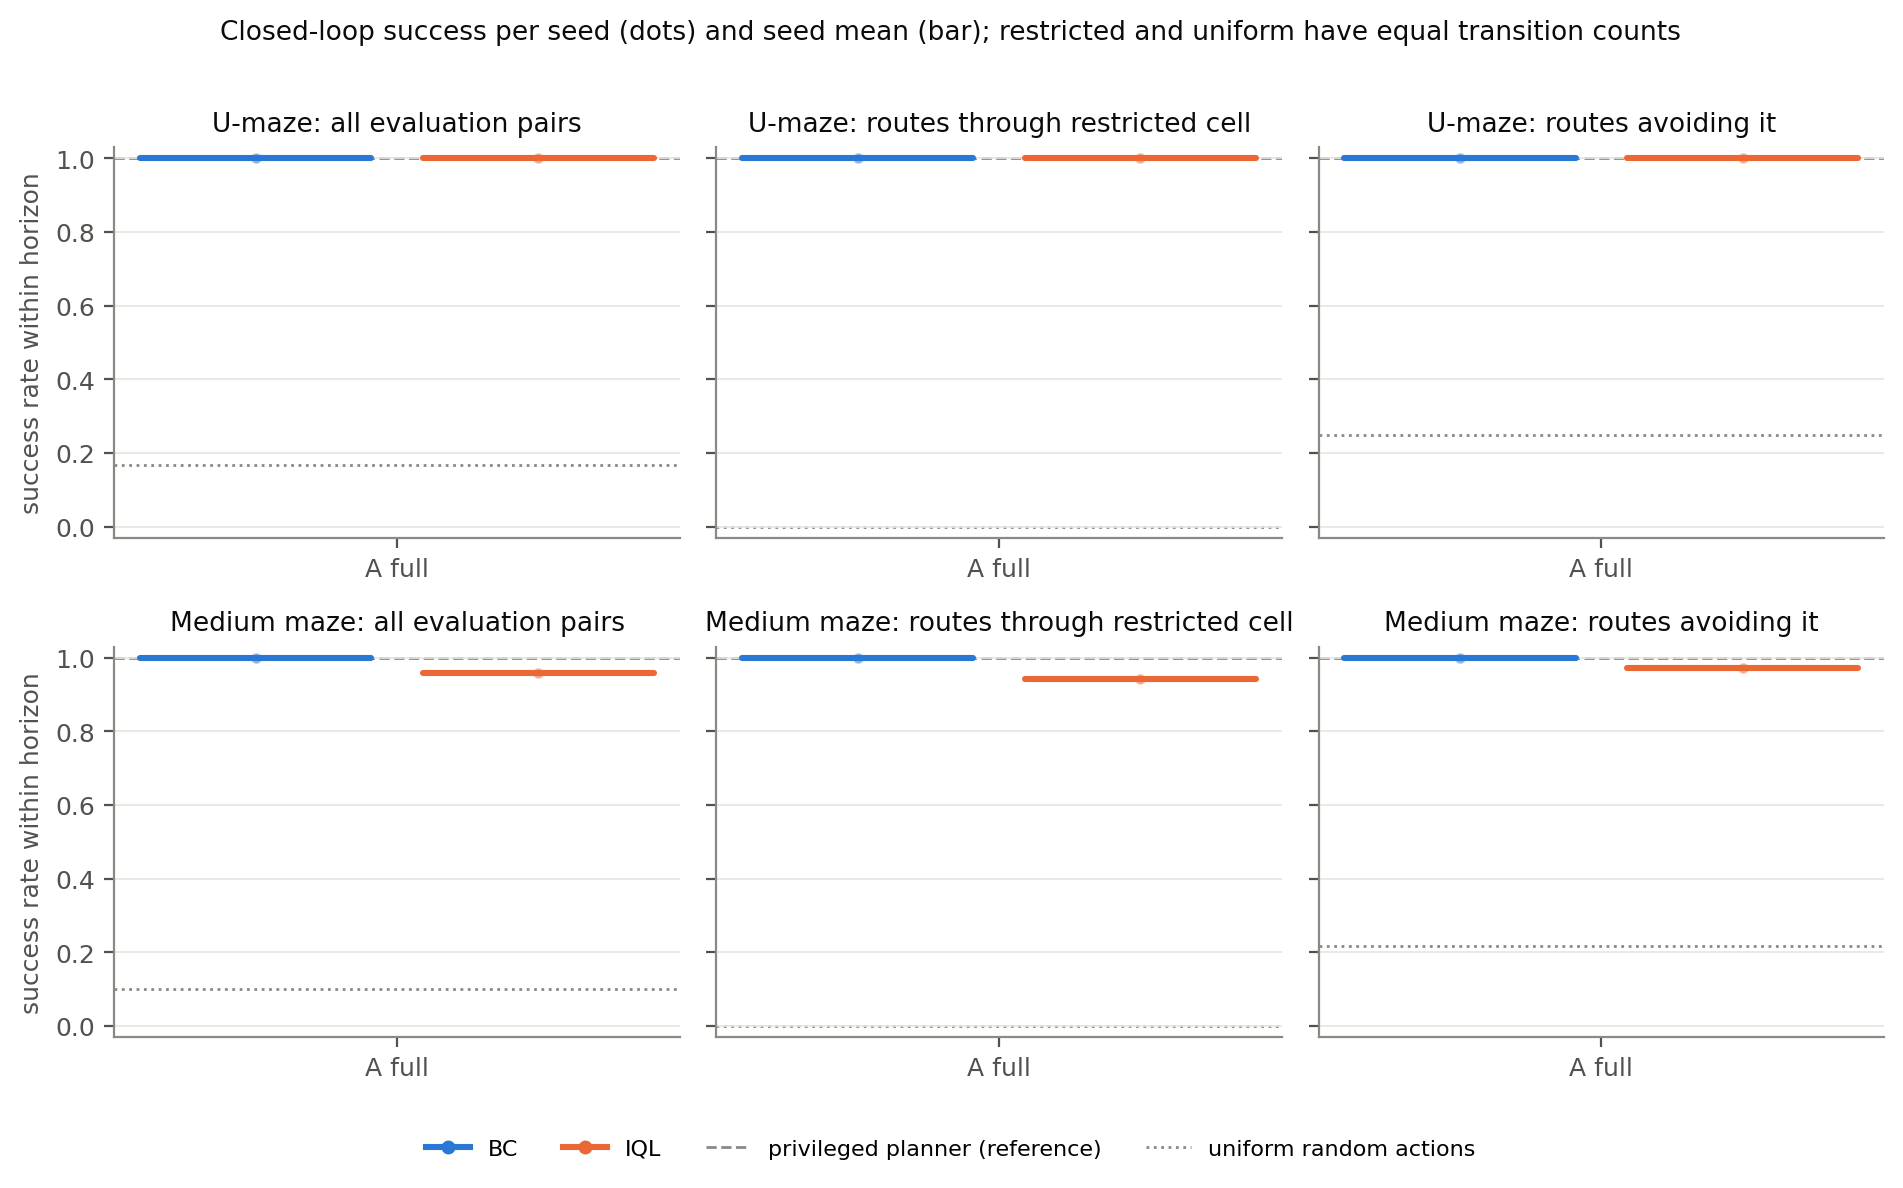 Closed-loop success per seed (dots) and seed mean (bar); restricted and uniform have equal transition counts
U-maze: all evaluation pairs
U-maze: routes through restricted cell
U-maze: routes avoiding it
success rate within horizon
1.0
0.8
0.6
0.4
0.2
0.0
A full
A full
A full
Medium maze: all evaluation pairs
Medium maze: routes through restricted cell
Medium maze: routes avoiding it
success rate within horizon
1.0
0.8
0.6
0.4
0.2
0.0
A full
A full
A full
BC
IQL
privileged planner (reference)
uniform random actions